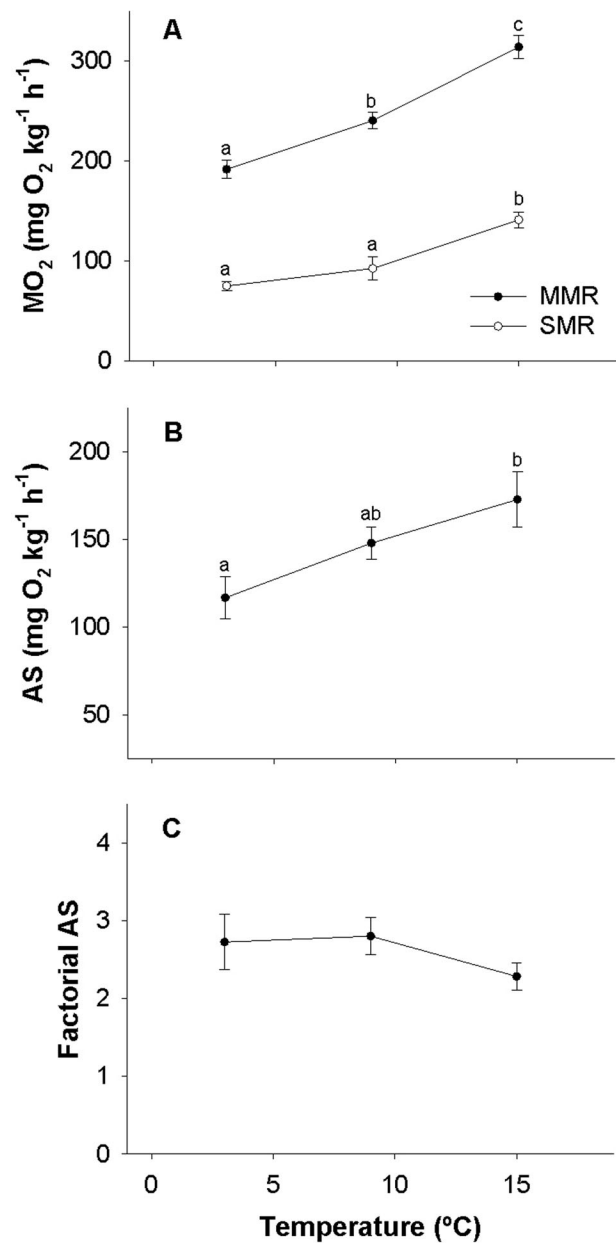 A
300
200
100
0
MO₂ (mg O₂ kg⁻¹ h⁻¹)
a
b
c
a
a
b
MMR
SMR
B
200
150
100
50
AS (mg O₂ kg⁻¹ h⁻¹)
a
ab
b
C
4
3
2
1
0
Factorial AS
0 5 10 15
Temperature (ºC)